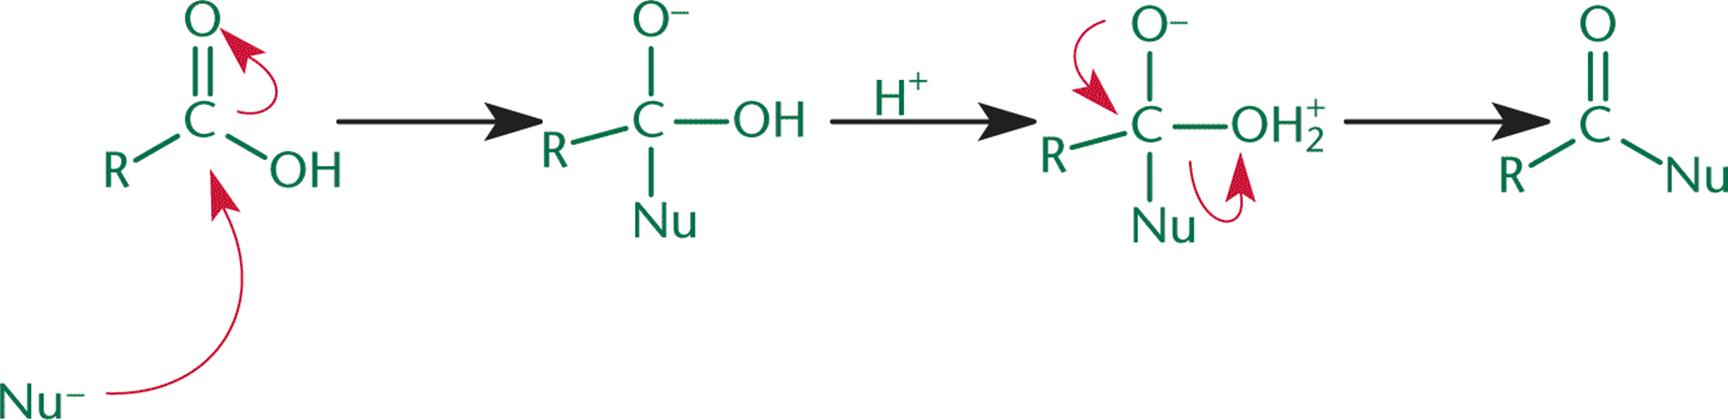 O O⁻ O⁻ O
H⁺
C C OH C OH₂⁺ C
R OH R R R Nu
Nu Nu
Nu⁻